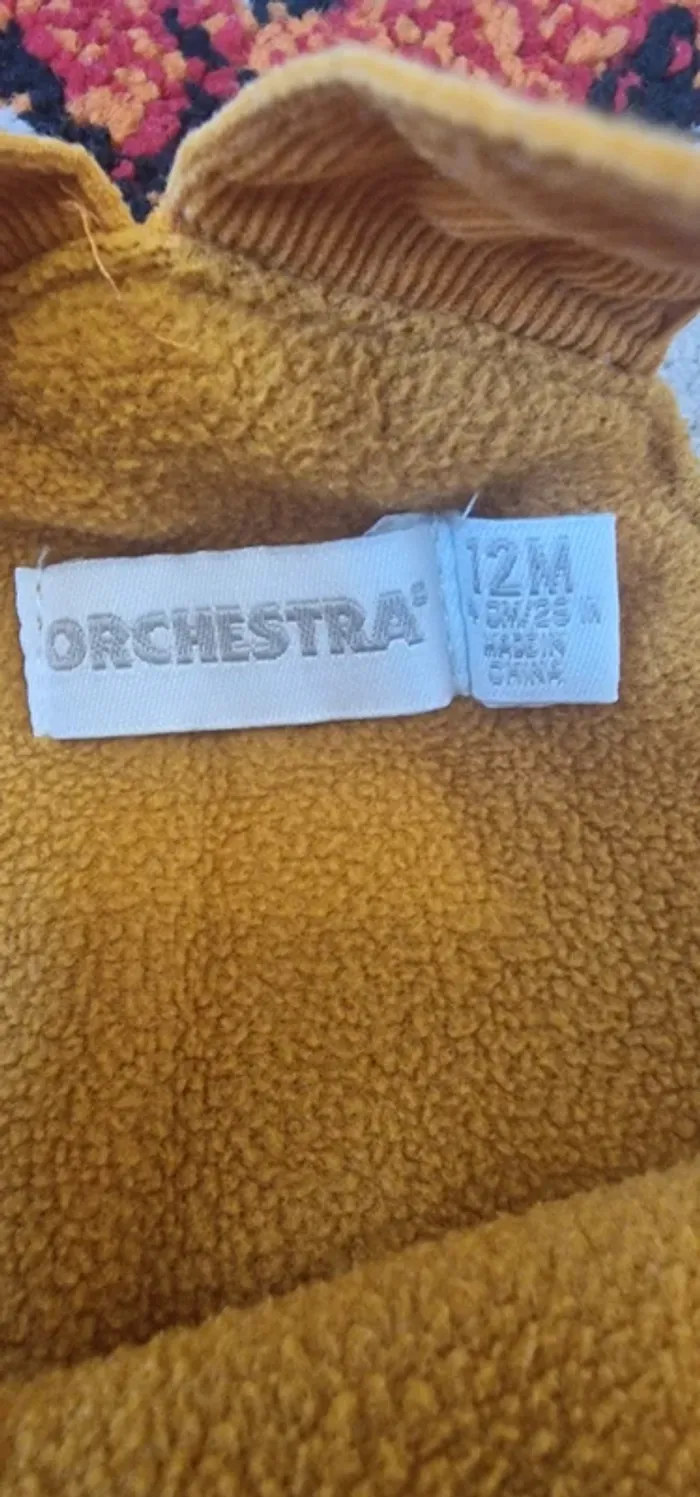 ORCHESTRA
12M
MADE IN
CHINA